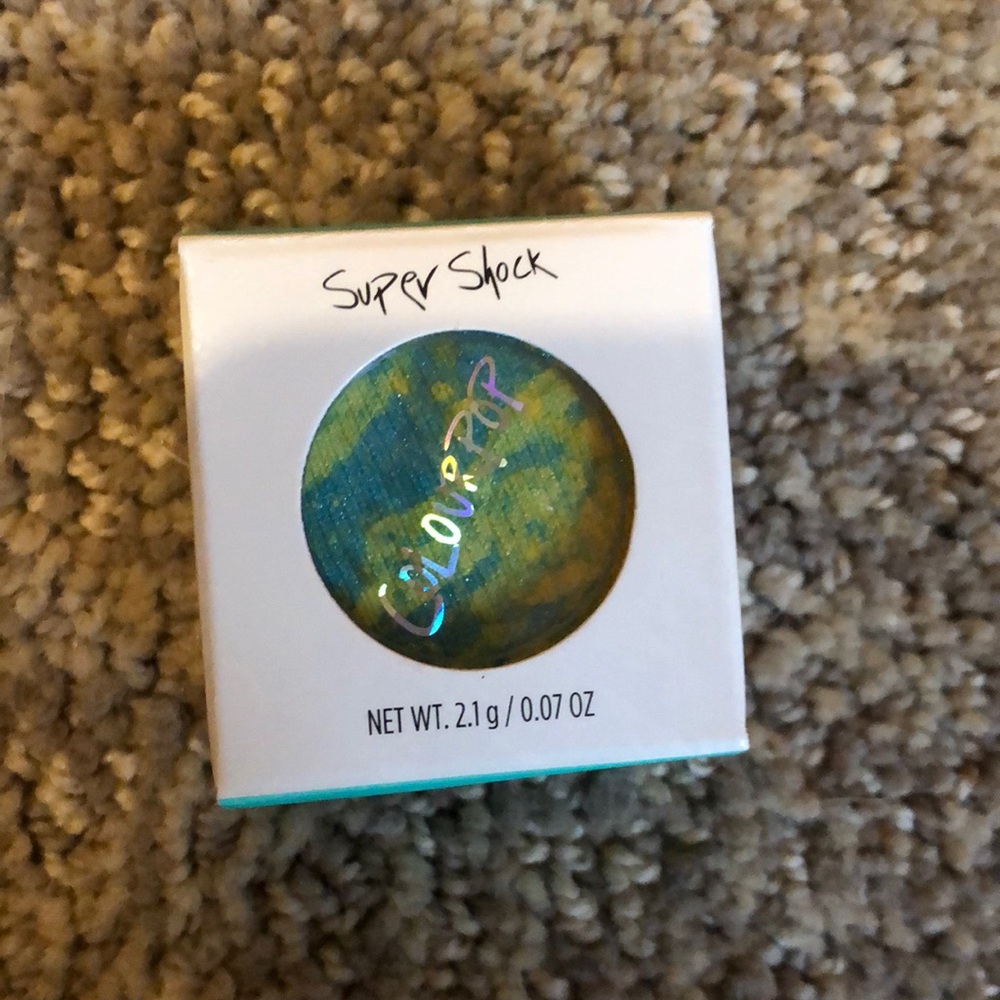 Super Shock
COLOURPOP
NET WT. 2.1 g / 0.07 OZ